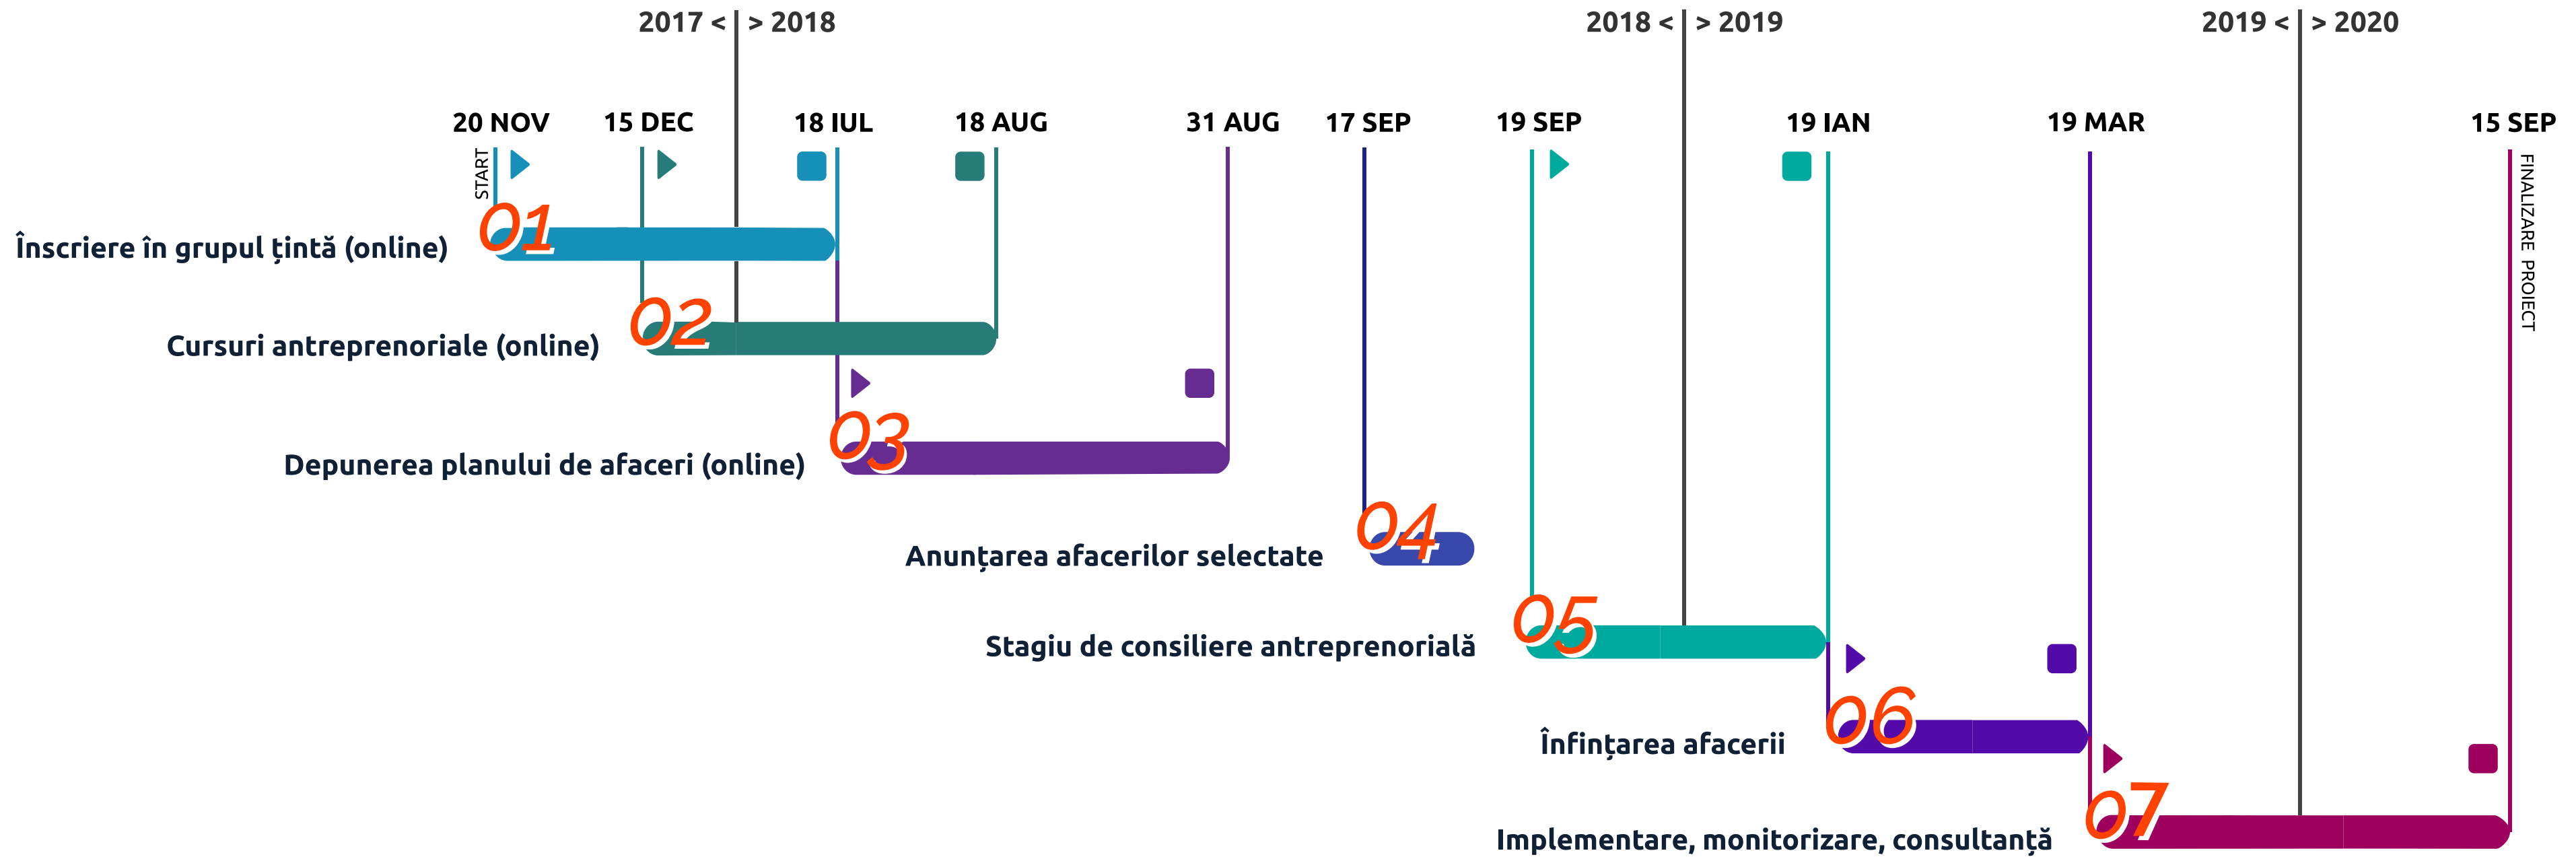 2017 < > 2018
2018 < > 2019
2019 < > 2020
20 NOV
15 DEC
18 IUL
18 AUG
31 AUG
17 SEP
19 SEP
19 IAN
19 MAR
15 SEP
START
FINALIZARE PROIECT
01
Înscriere în grupul țintă (online)
02
Cursuri antreprenoriale (online)
03
Depunerea planului de afaceri (online)
04
Anunțarea afacerilor selectate
05
Stagiu de consiliere antreprenorială
06
Înființarea afacerii
07
Implementare, monitorizare, consultanță